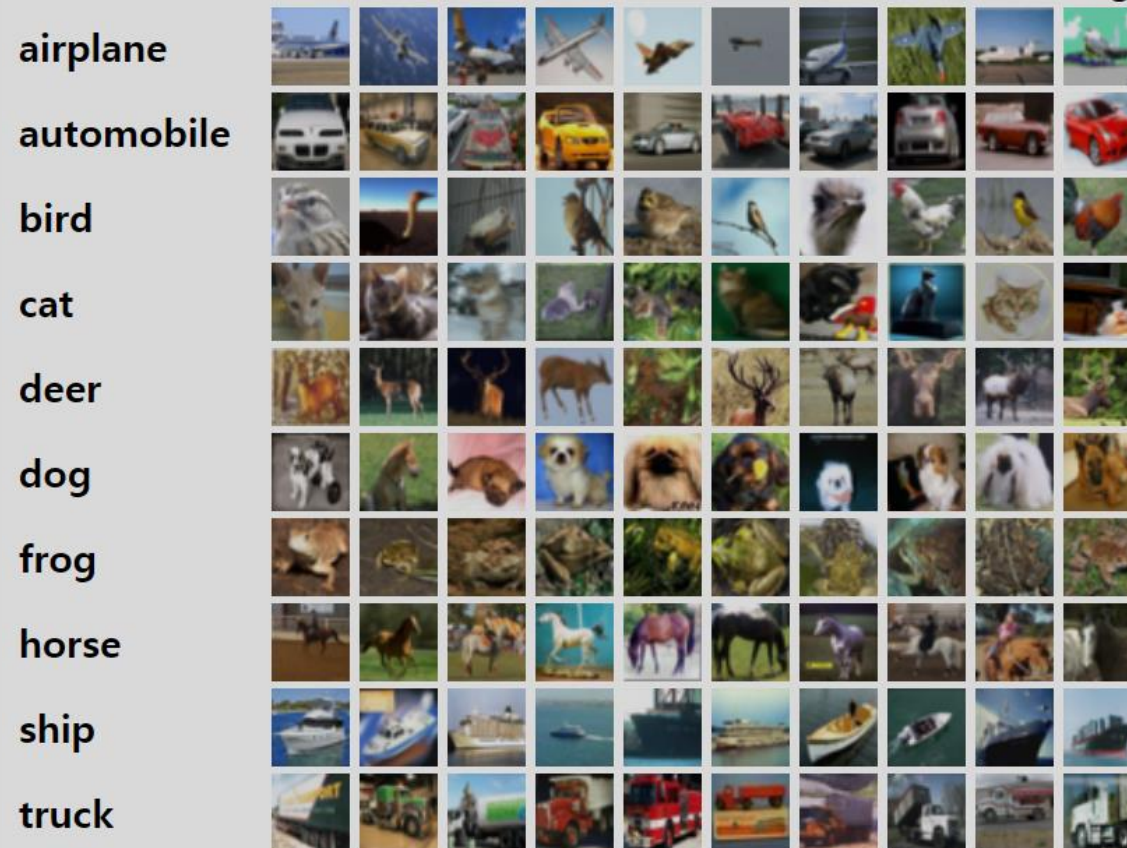 airplane
automobile
bird
cat
deer
dog
frog
horse
ship
truck